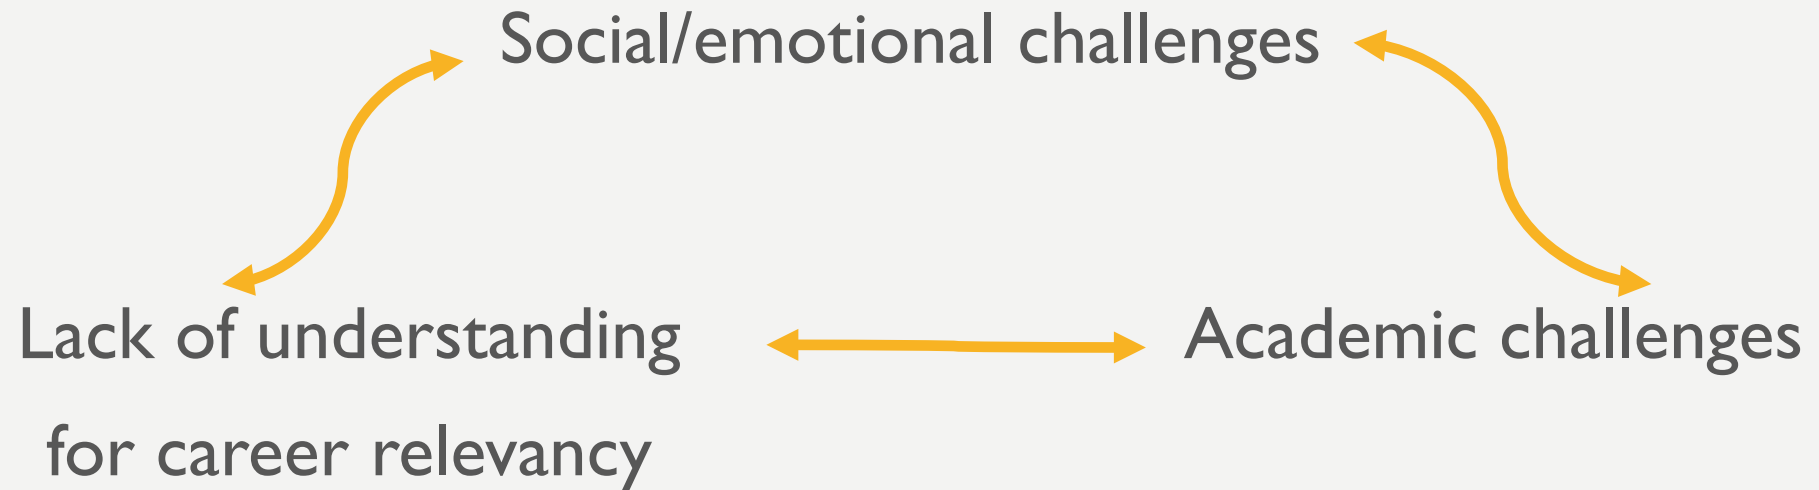 Social/emotional challenges
Lack of understanding
Academic challenges
for career relevancy